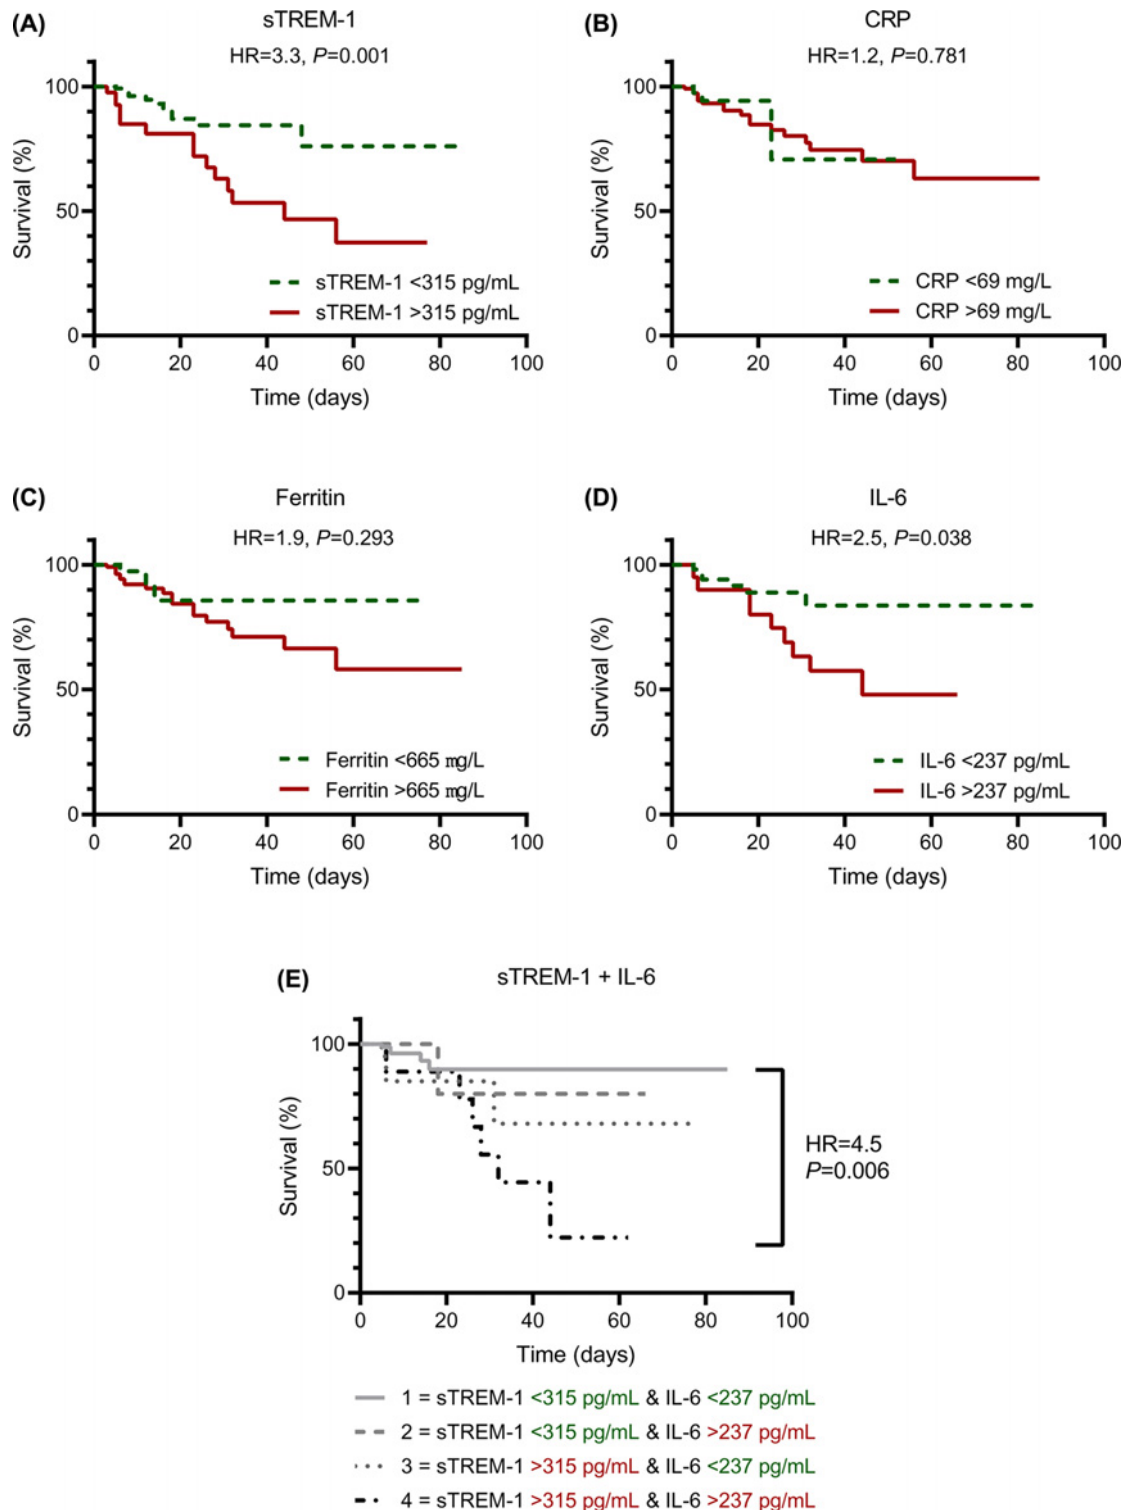 (A)
sTREM-1
HR=3.3, P=0.001
100
50
0
Survival (%)
sTREM-1 <315 pg/mL
sTREM-1 >315 pg/mL
0 20 40 60 80 100
Time (days)
(B)
CRP
HR=1.2, P=0.781
100
50
0
Survival (%)
CRP <69 mg/L
CRP >69 mg/L
0 20 40 60 80 100
Time (days)
(C)
Ferritin
HR=1.9, P=0.293
100
50
0
Survival (%)
Ferritin <665 mg/L
Ferritin >665 mg/L
0 20 40 60 80 100
Time (days)
(D)
IL-6
HR=2.5, P=0.038
100
50
0
Survival (%)
IL-6 <237 pg/mL
IL-6 >237 pg/mL
0 20 40 60 80 100
Time (days)
(E)
sTREM-1 + IL-6
100
50
0
Survival (%)
HR=4.5
P=0.006
0 20 40 60 80 100
Time (days)
1 = sTREM-1 <315 pg/mL & IL-6 <237 pg/mL
2 = sTREM-1 <315 pg/mL & IL-6 >237 pg/mL
3 = sTREM-1 >315 pg/mL & IL-6 <237 pg/mL
4 = sTREM-1 >315 pg/mL & IL-6 >237 pg/mL